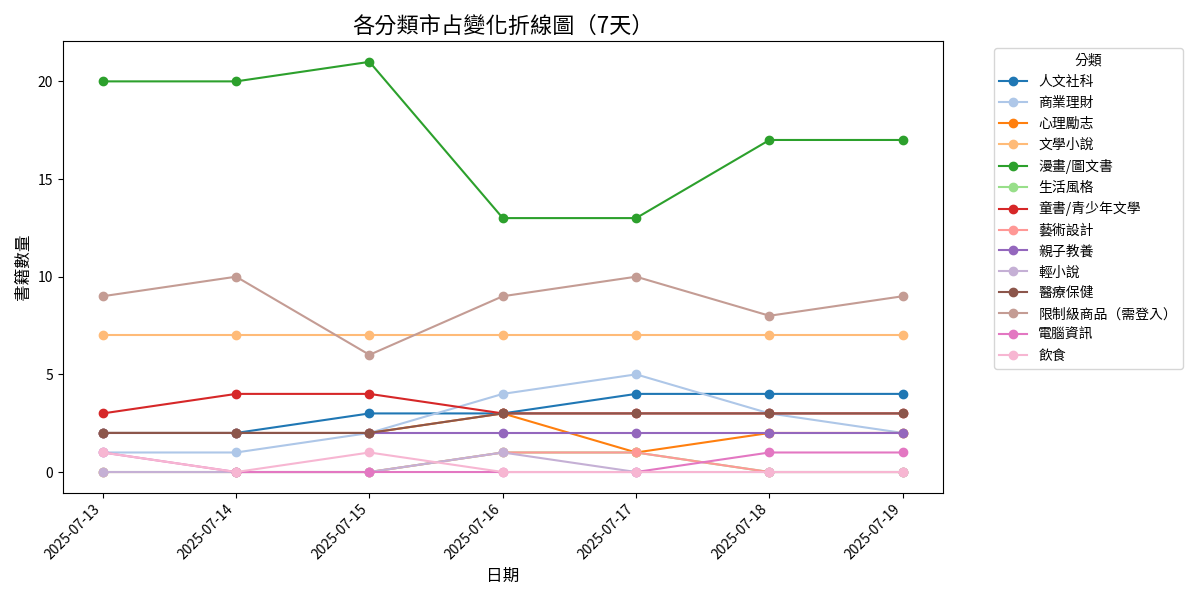 各分類市占變化折線圖（7天）
書籍數量
20
15
10
5
0
2025-07-13
2025-07-14
2025-07-15
2025-07-16
2025-07-17
2025-07-18
2025-07-19
日期
分類
人文社科
商業理財
心理勵志
文學小說
漫畫/圖文書
生活風格
童書/青少年文學
藝術設計
親子教養
輕小說
醫療保健
限制級商品（需登入）
電腦資訊
飲食